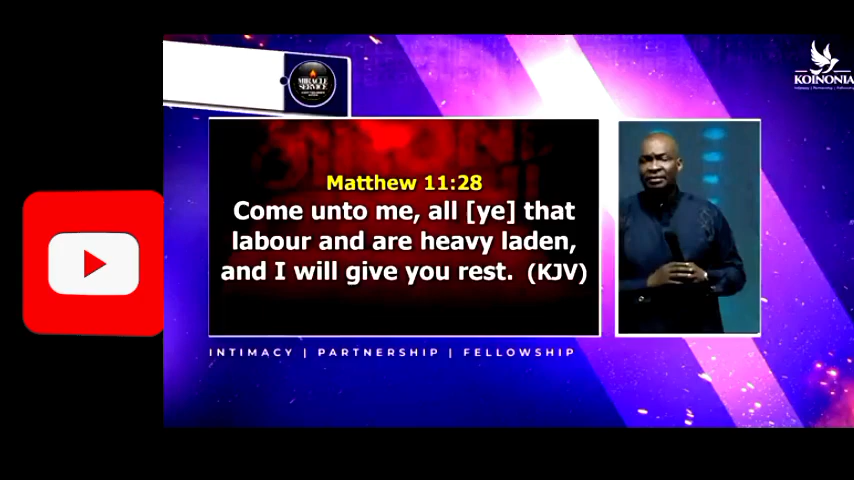 MIRACLE
SERVICE
KOINONIA
Matthew 11:28
Come unto me, all [ye] that
labour and are heavy laden,
and I will give you rest. (KJV)
INTIMACY | PARTNERSHIP | FELLOWSHIP